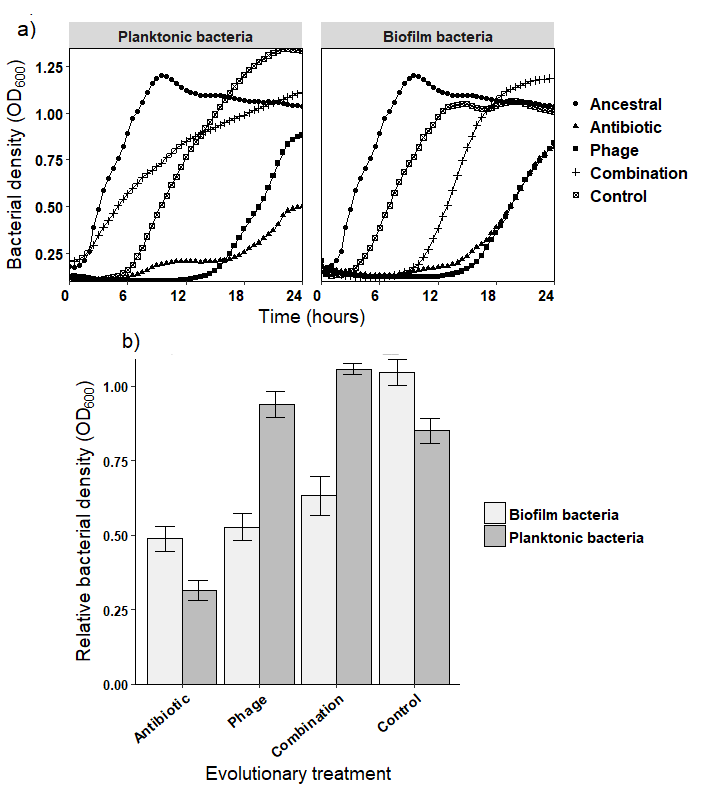 a)
Planktonic bacteria
Biofilm bacteria
Bacterial density (OD600)
1.25
1.00
0.75
0.50
0.25
0
6
12
18
24
0
6
12
18
24
Time (hours)
Ancestral
Antibiotic
Phage
Combination
Control
b)
Relative bacterial density (OD600)
1.00
0.75
0.50
0.25
0.00
Antibiotic
Phage
Combination
Control
Evolutionary treatment
Biofilm bacteria
Planktonic bacteria